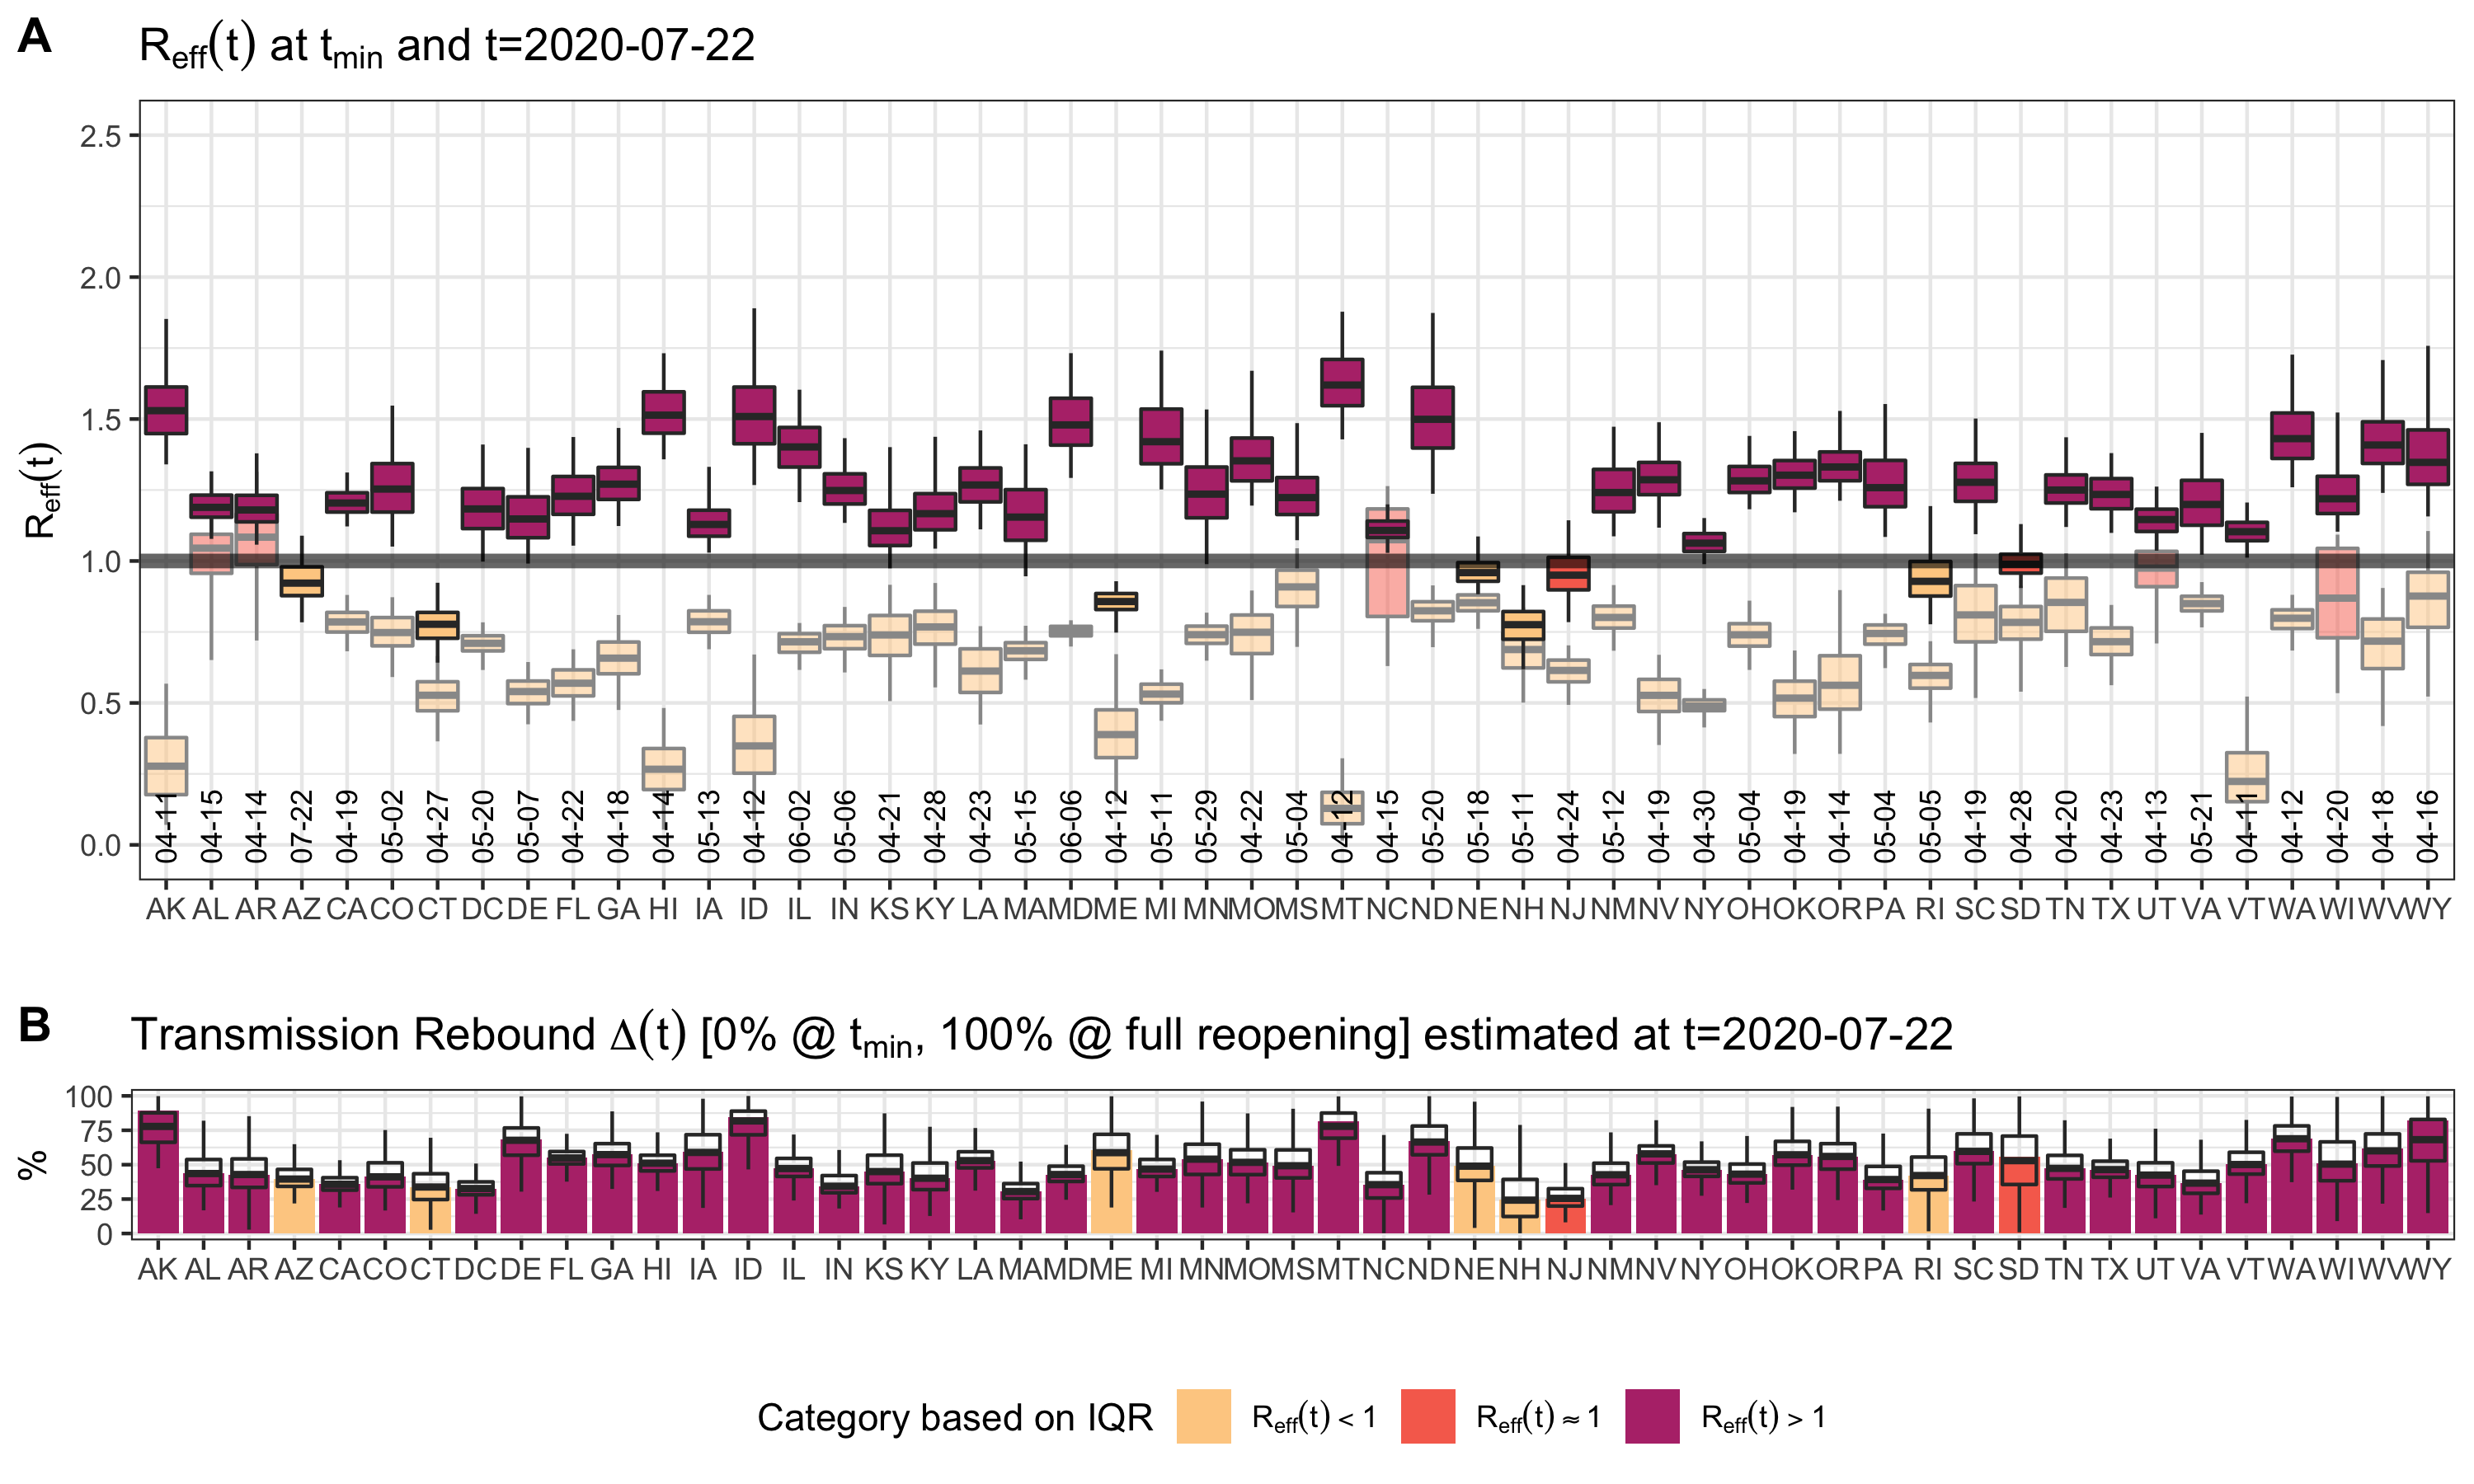 A
Reff(t) at tmin and t=2020-07-22
Reff(t)
2.5
2.0
1.5
1.0
0.5
0.0
04-11 04-15 04-14 07-22 04-19 05-02 04-27 05-20 05-07 04-22 04-18 04-14 05-13 04-12 06-02 05-06 04-21 04-28 04-23 05-15 06-06 04-12 05-11 05-29 04-22 05-04 04-12 04-15 05-20 05-18 05-11 04-24 05-12 04-19 04-30 05-04 04-19 04-14 05-04 05-05 04-19 04-28 04-20 04-23 04-13 05-21 04-11 04-12 04-20 04-18 04-16
AK AL AR AZ CA CO CT DC DE FL GA HI IA ID IL IN KS KY LA MA MD ME MI MN MO MS MT NC ND NE NH NJ NM NV NY OH OK OR PA RI SC SD TN TX UT VA VT WA WI WV WY
B
Transmission Rebound Δ(t) [0% @ tmin, 100% @ full reopening] estimated at t=2020-07-22
%
100
75
50
25
0
AK AL AR AZ CA CO CT DC DE FL GA HI IA ID IL IN KS KY LA MA MD ME MI MN MO MS MT NC ND NE NH NJ NM NV NY OH OK OR PA RI SC SD TN TX UT VA VT WA WI WV WY
Category based on IQR Reff(t) < 1 Reff(t) ≈ 1 Reff(t) > 1